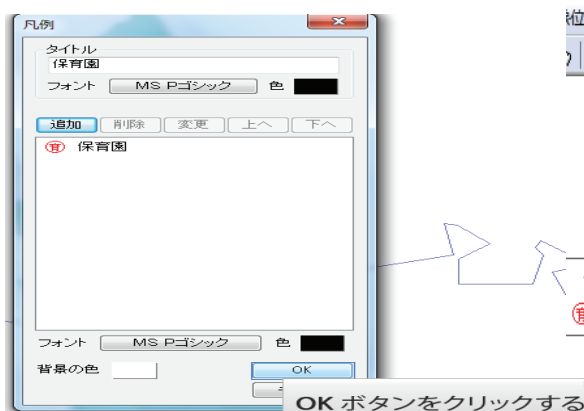 凡例
タイトル
保育園
フォント MS Pゴシック 色
追加 削除 変更 上へ 下へ
育 保育園
フォント MS Pゴシック 色
背景の色
OK
OK ボタンをクリックする